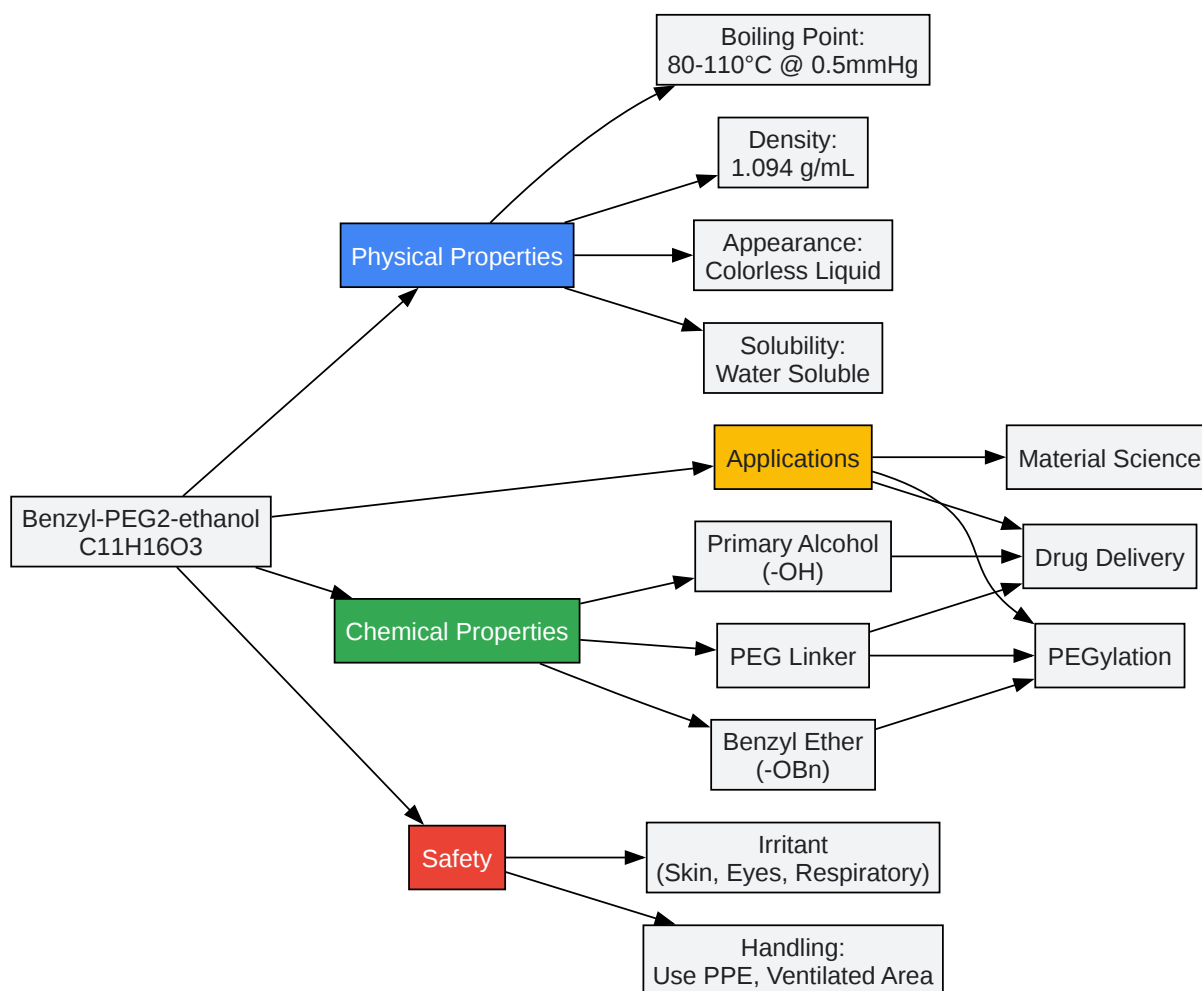 Boiling Point:
80-110°C @ 0.5mmHg
Density:
1.094 g/mL
Physical Properties
Appearance:
Colorless Liquid
Solubility:
Water Soluble
Applications
Material Science
Benzyl-PEG2-ethanol
C11H16O3
Primary Alcohol
(-OH)
Drug Delivery
Chemical Properties
PEG Linker
PEGylation
Benzyl Ether
(-OBn)
Safety
Irritant
(Skin, Eyes, Respiratory)
Handling:
Use PPE, Ventilated Area